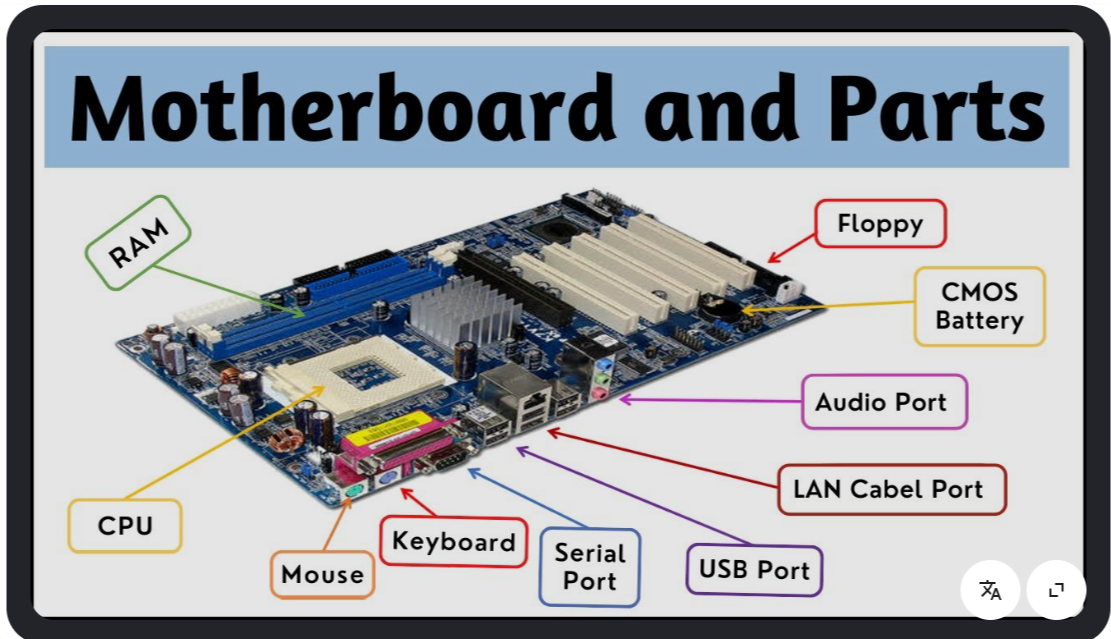 Motherboard and Parts
RAM
Floppy
CMOS
Battery
Audio Port
LAN Cabel Port
CPU
Keyboard
Serial
Port
USB Port
Mouse